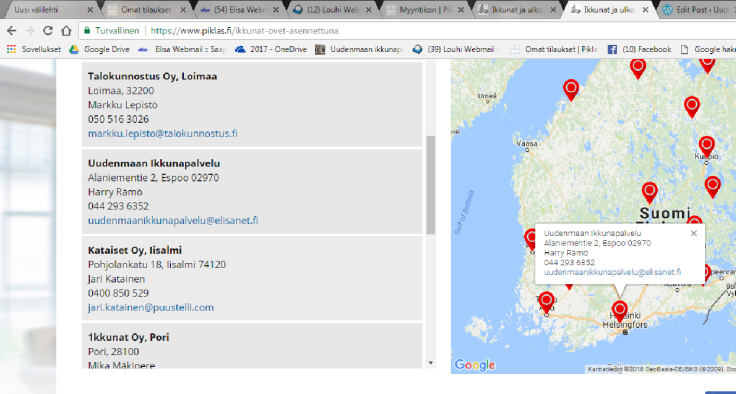 Uusi välilehti
Omat tilaukset
(54) Elisa Webm
(12) Louhi Webm
Myyntikon | Pi
Ikkunat ja ulko
Ikkunat ja ulko
Edit Post ‹ Uud
Turvallinen | https://www.piklas.fi/ikkunat-ovet-asennettuna
Sovellukset Google Drive Elisa Webmail :: Saap 2017 - OneDrive Uudenmaan ikkunap (39) Louhi Webmail : Omat tilaukset | Pikla (10) Facebook Google haku
Talokunnostus Oy, Loimaa
Loimaa, 32200
Markku Lepistö
050 516 3026
markku.lepisto@talokunnostus.fi
Uudenmaan Ikkunapalvelu
Alaniementie 2, Espoo 02970
Harry Rämö
044 293 6352
uudenmaanikkunapalvelu@elisanet.fi
Kataiset Oy, Iisalmi
Pohjolankatu 18, Iisalmi 74120
Jari Katainen
0400 850 529
jari.katainen@puustelli.com
1kkunat Oy, Pori
Pori, 28100
Mika Mäkipere
Umeå
Vaasa
Kuopio
Gulf of Bothnia
Suomi
Uudenmaan Ikkunapalvelu
Alaniementie 2, Espoo 02970
Harry Rämö
044 293 6352
uudenmaanikkunapalvelu@elisanet.fi
Helsinki
Helsingfors
Google
Karttatiedot ©2018 GeoBasis-DE/BKG (©2009), Goo